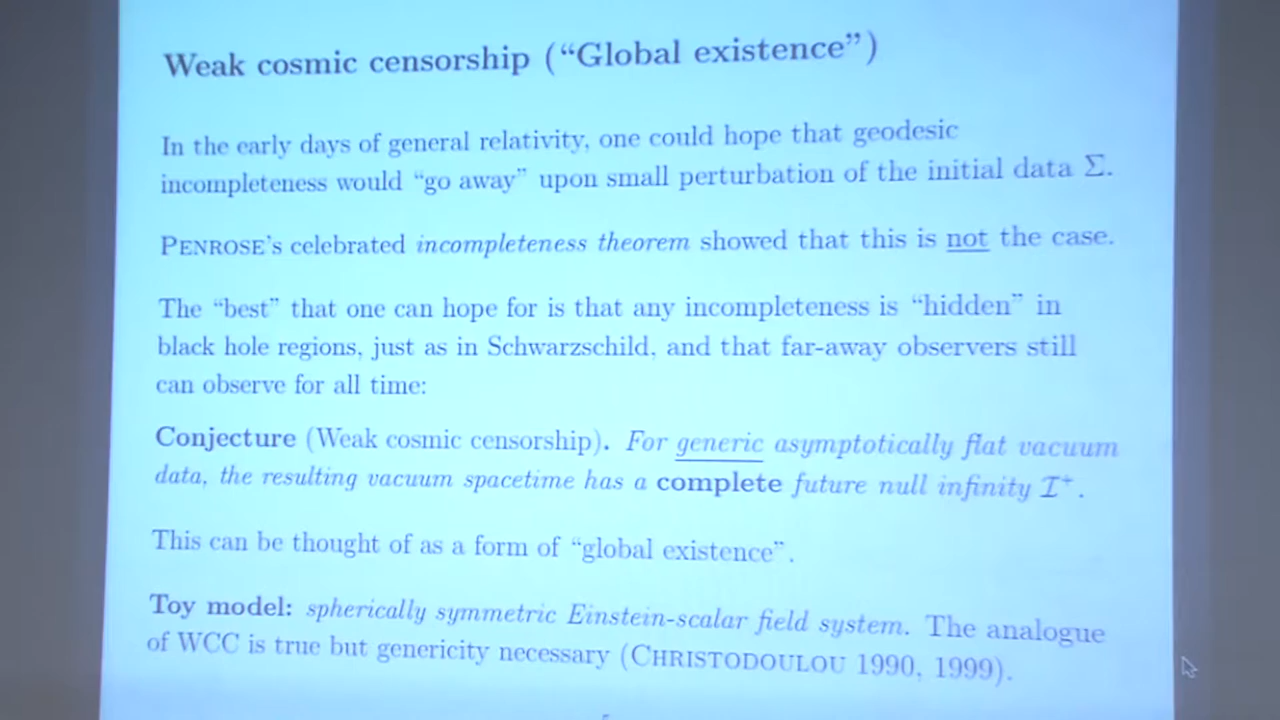 Weak cosmic censorship (“Global existence”)
In the early days of general relativity, one could hope that geodesic
incompleteness would “go away” upon small perturbation of the initial data Σ.
PENROSE’s celebrated incompleteness theorem showed that this is not the case.
The “best” that one can hope for is that any incompleteness is “hidden” in
black hole regions, just as in Schwarzschild, and that far-away observers still
can observe for all time:
Conjecture (Weak cosmic censorship). For generic asymptotically flat vacuum
data, the resulting vacuum spacetime has a complete future null infinity I⁺.
This can be thought of as a form of “global existence”.
Toy model: spherically symmetric Einstein-scalar field system. The analogue
of WCC is true but genericity necessary (CHRISTODOULOU 1990, 1999).